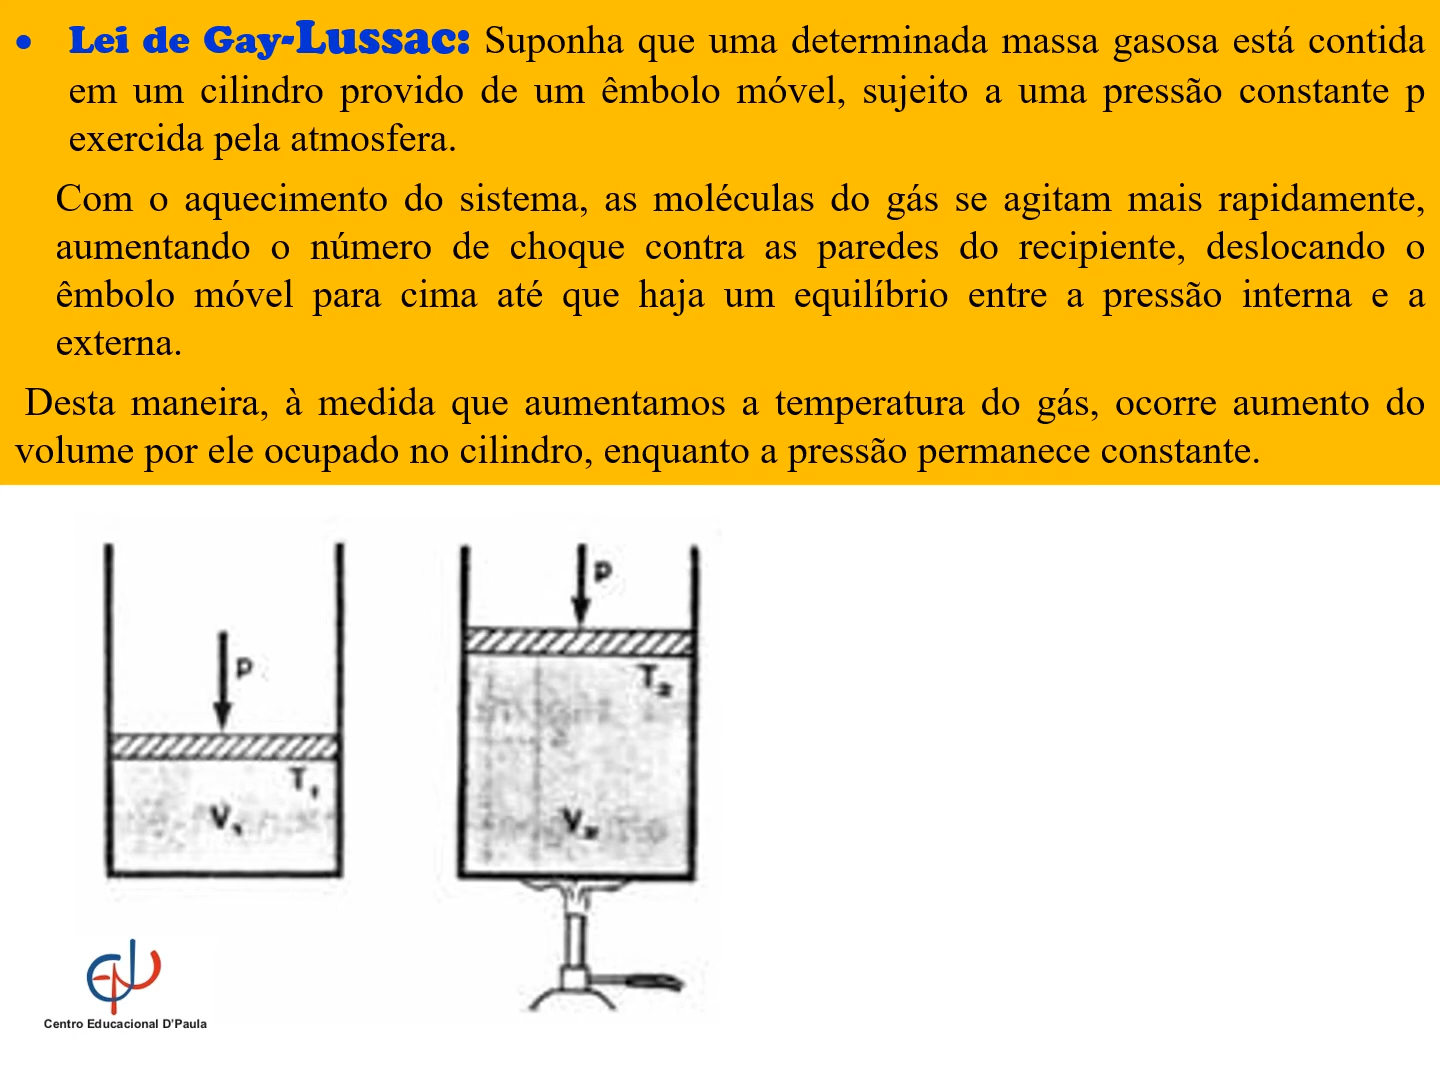 • Lei de Gay-Lussac: Suponha que uma determinada massa gasosa está contida
em um cilindro provido de um êmbolo móvel, sujeito a uma pressão constante p
exercida pela atmosfera.
Com o aquecimento do sistema, as moléculas do gás se agitam mais rapidamente,
aumentando o número de choque contra as paredes do recipiente, deslocando o
êmbolo móvel para cima até que haja um equilíbrio entre a pressão interna e a
externa.
Desta maneira, à medida que aumentamos a temperatura do gás, ocorre aumento do
volume por ele ocupado no cilindro, enquanto a pressão permanece constante.
p
T₁
V₁
p
T₂
V₂
Centro Educacional D'Paula